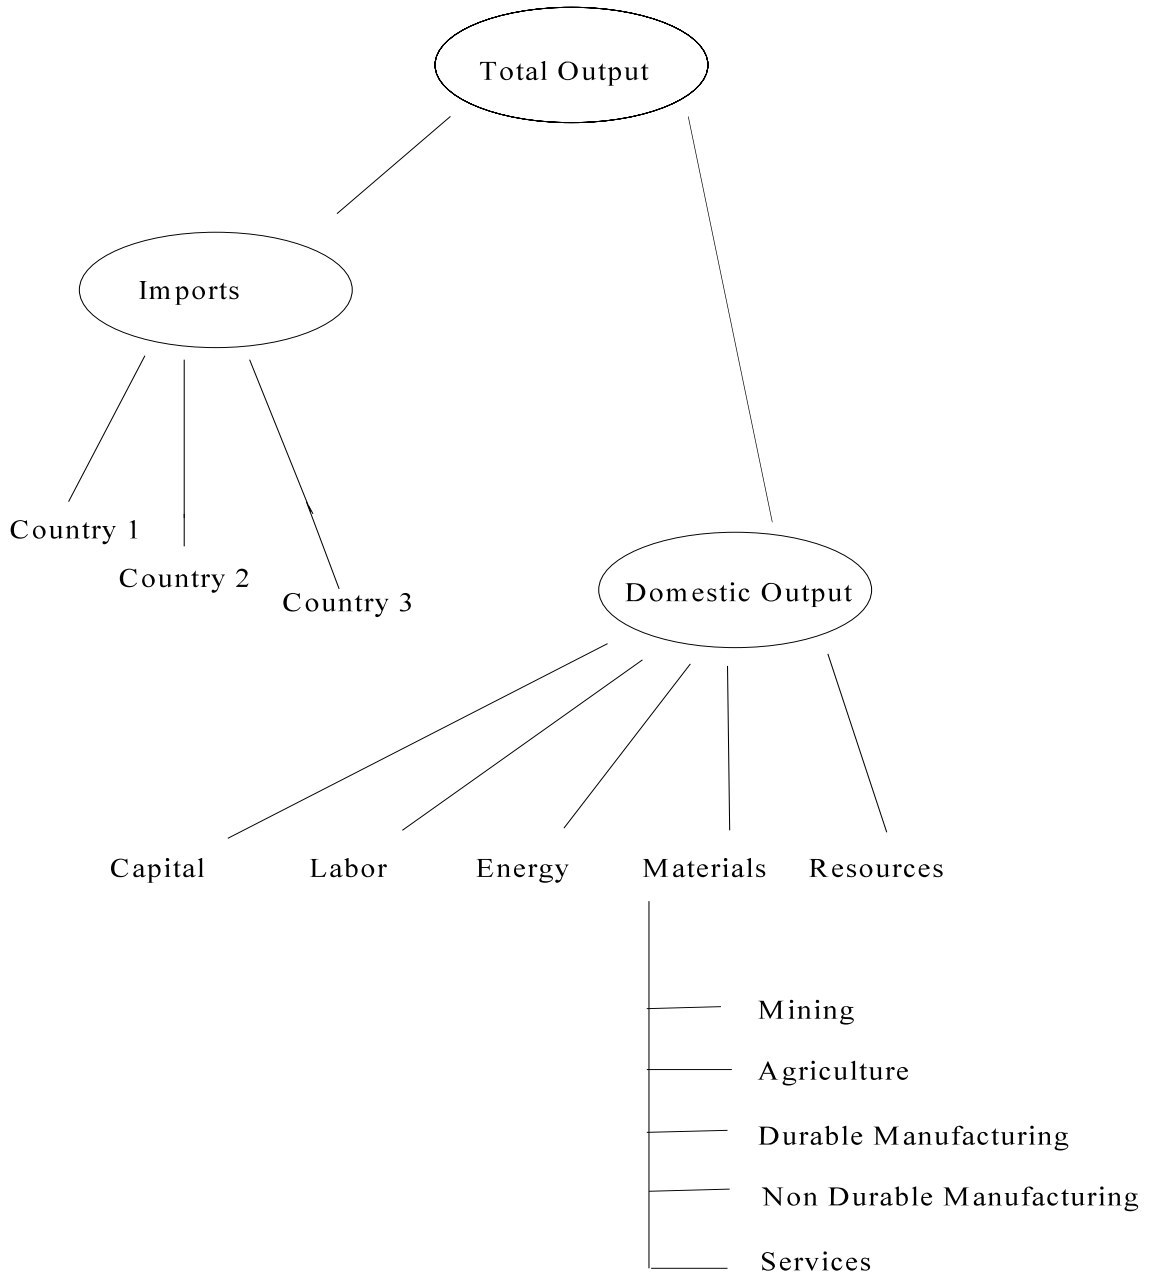 Total Output
Imports
Country 1
Country 2
Country 3
Domestic Output
Capital
Labor
Energy
Materials
Resources
Mining
Agriculture
Durable Manufacturing
Non Durable Manufacturing
Services